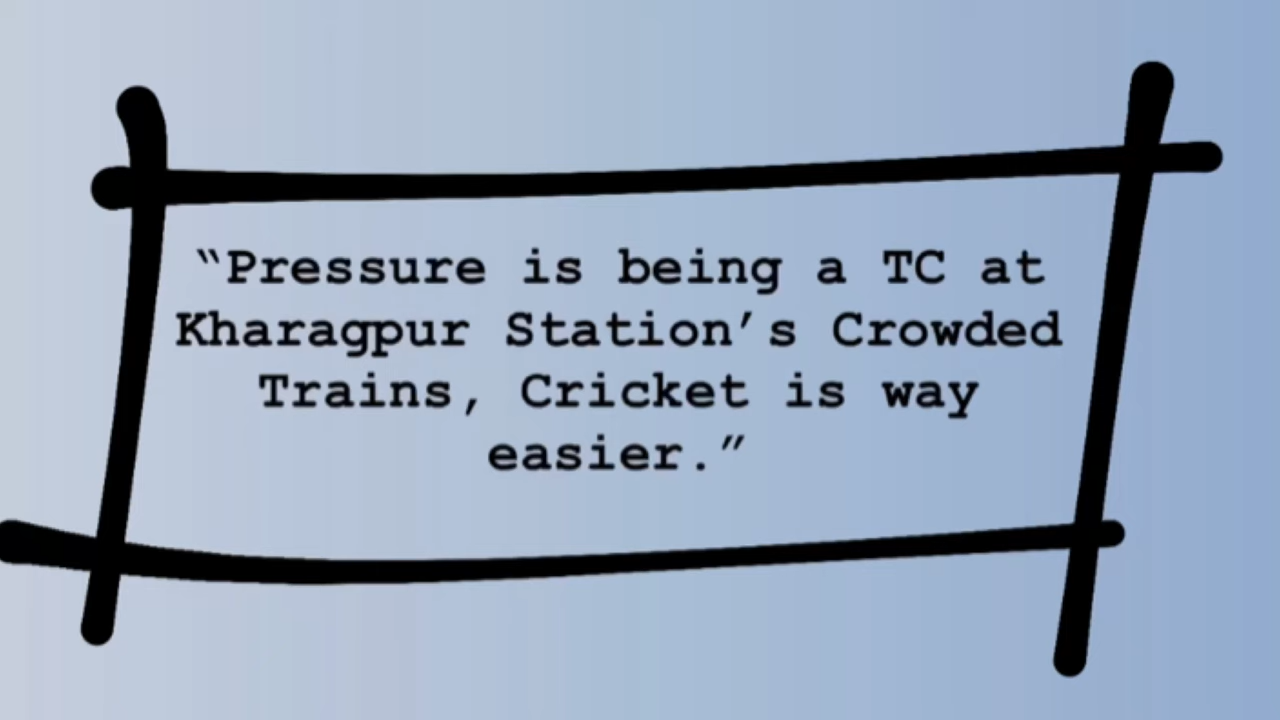 “Pressure is being a TC at
Kharagpur Station’s Crowded
Trains, Cricket is way
easier.”